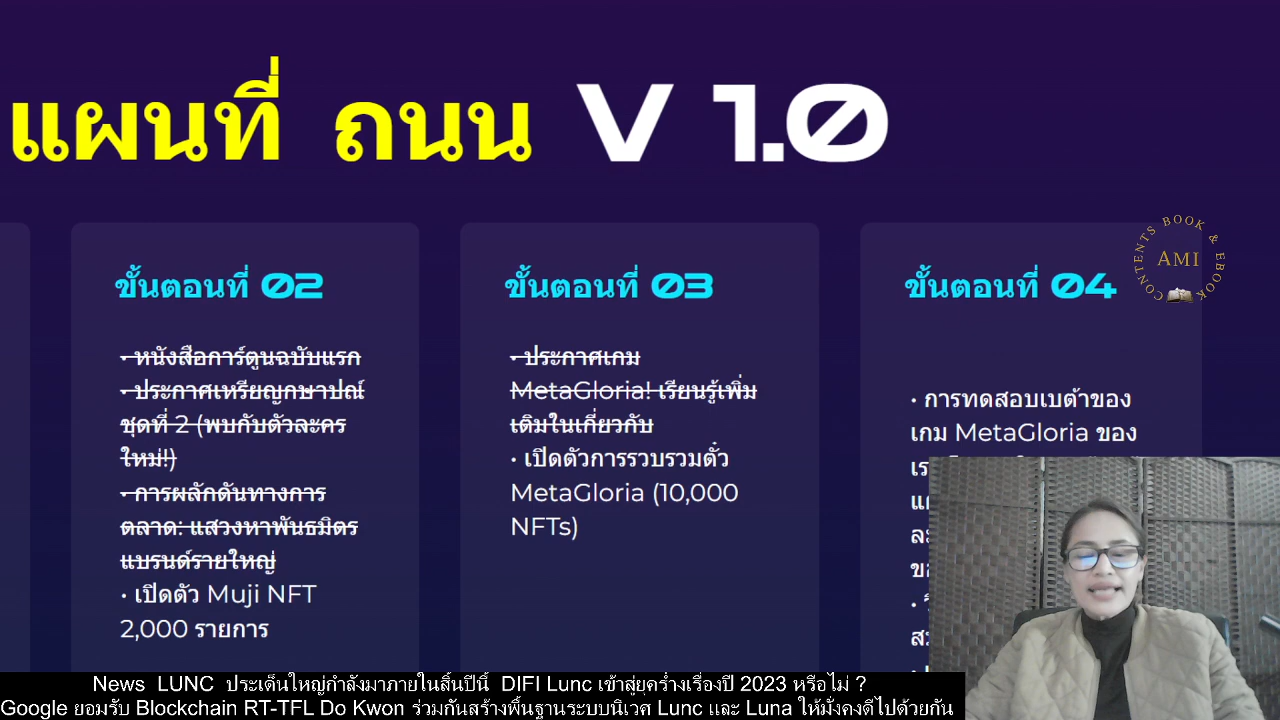 แผนที่ ถนน V 1.0
ขั้นตอนที่ 02
• หนังสือการ์ตูนฉบับแรก
• ประกาศเหรียญกษาปณ์
ชุดที่ 2 (พบกับตัวละคร
ใหม่!)
• การผลักดันทางการ
ตลาด: แสวงหาพันธมิตร
แบรนด์รายใหญ่
• เปิดตัว Muji NFT
2,000 รายการ
ขั้นตอนที่ 03
• ประกาศเกม
MetaGloria! เรียนรู้เพิ่ม
เติมในเกี่ยวกับ
• เปิดตัวการรวบรวมตั๋ว
MetaGloria (10,000
NFTs)
ขั้นตอนที่ 04
• การทดสอบเบต้าของ
เกม MetaGloria ของ
CONTENTS BOOK & EBOOK
AMI
News LUNC ประเด็นใหญ่กำลังมาภายในสิ้นปีนี้ DIFI Lunc เข้าสู่ยุคร่างเรืองปี 2023 หรือไม่ ?
Google ยอมรับ Blockchain RT-TFL Do Kwon ร่วมกันสร้างพื้นฐานระบบนิเวศ Lunc และ Luna ให้มั่งคงดีไปด้วยกัน